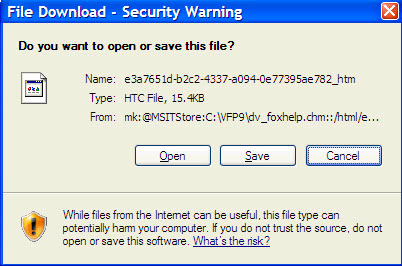 File Download - Security Warning
Do you want to open or save this file?
Name: e3a7651d-b2c2-4337-a094-0e77395ae782_htm
Type: HTC File, 15.4KB
From: mk:@MSITStore:C:\VFP9\dv_foxhelp.chm::/html/e...
Open Save Cancel
While files from the Internet can be useful, this file type can
potentially harm your computer. If you do not trust the source, do not
open or save this software. What's the risk?